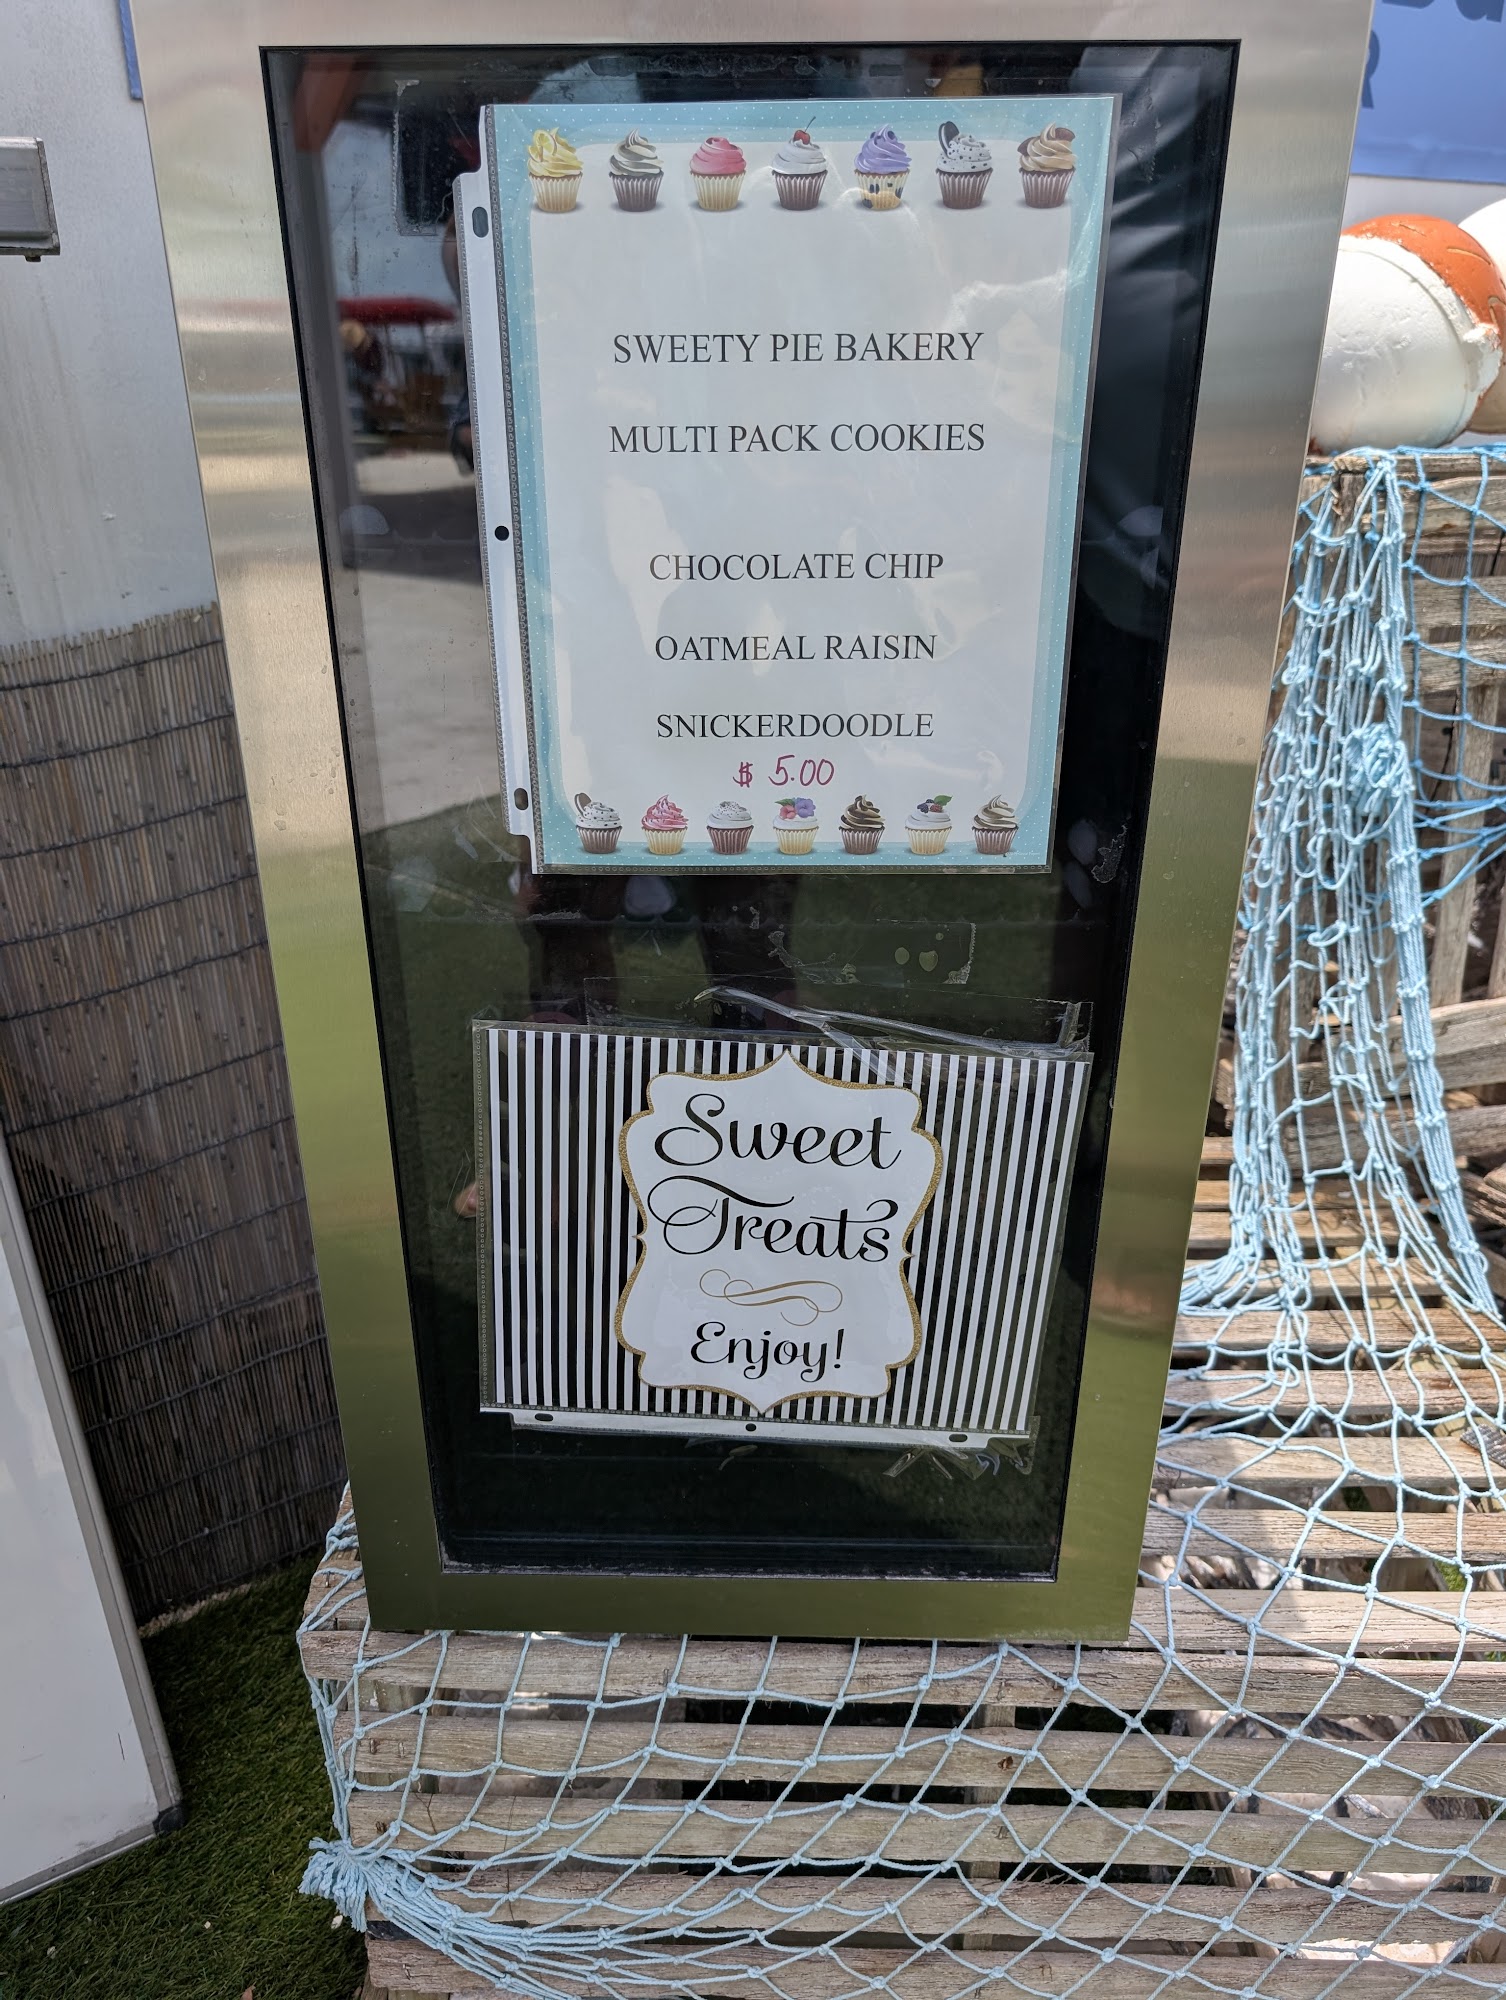 SWEETY PIE BAKERY
MULTI PACK COOKIES
CHOCOLATE CHIP
OATMEAL RAISIN
SNICKERDOODLE
$ 5.00
Sweet
Treats
Enjoy!